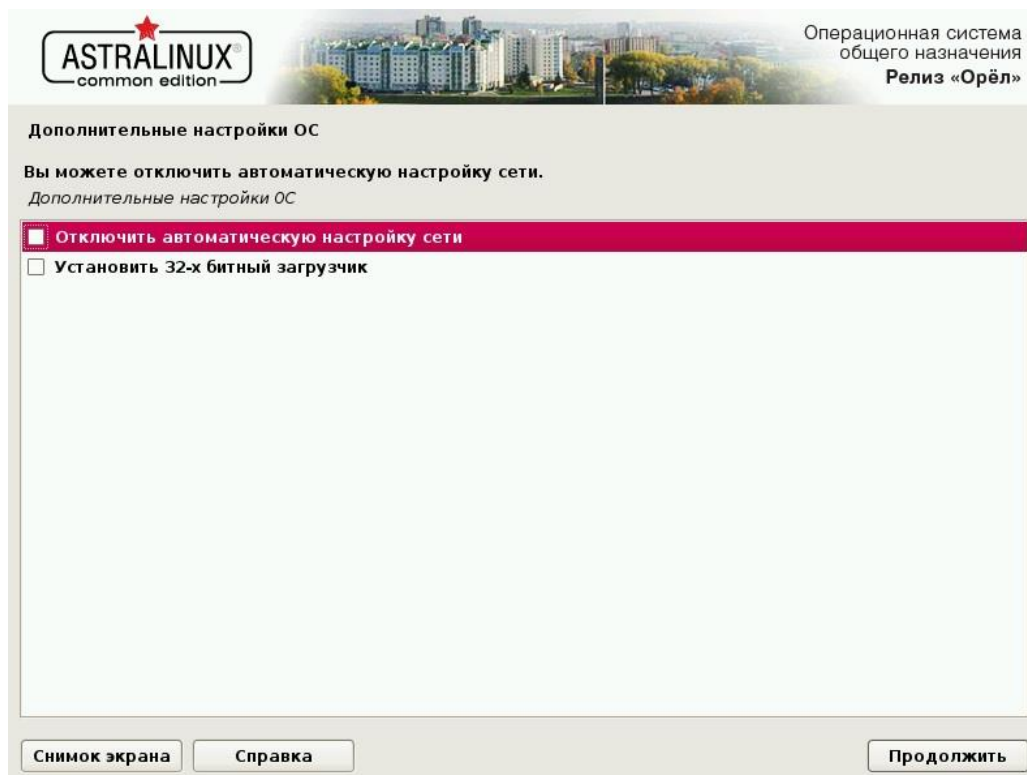 ASTRALINUX®
common edition
Операционная система
общего назначения
Релиз «Орёл»
Дополнительные настройки ОС
Вы можете отключить автоматическую настройку сети.
Дополнительные настройки ОС
Отключить автоматическую настройку сети
Установить 32-х битный загрузчик
Снимок экрана
Справка
Продолжить